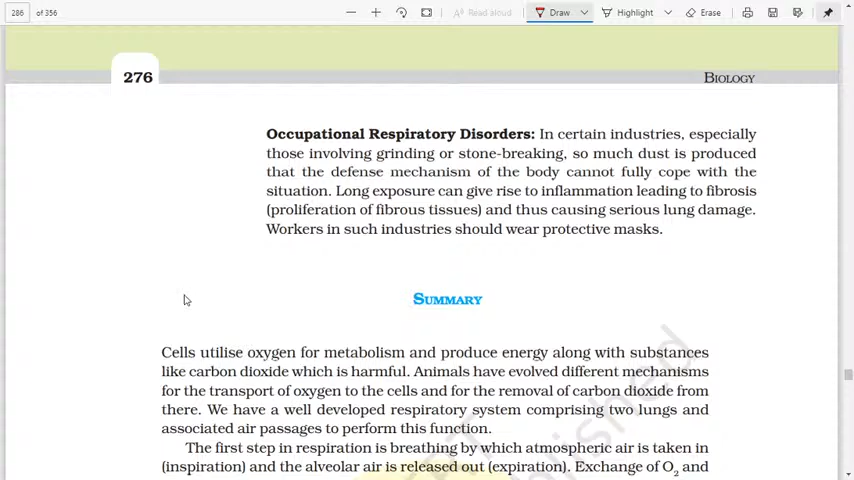 286 of 356
Read aloud
Draw
Highlight
Erase
276
BIOLOGY
Occupational Respiratory Disorders: In certain industries, especially
those involving grinding or stone-breaking, so much dust is produced
that the defense mechanism of the body cannot fully cope with the
situation. Long exposure can give rise to inflammation leading to fibrosis
(proliferation of fibrous tissues) and thus causing serious lung damage.
Workers in such industries should wear protective masks.
SUMMARY
Cells utilise oxygen for metabolism and produce energy along with substances
like carbon dioxide which is harmful. Animals have evolved different mechanisms
for the transport of oxygen to the cells and for the removal of carbon dioxide from
there. We have a well developed respiratory system comprising two lungs and
associated air passages to perform this function.
The first step in respiration is breathing by which atmospheric air is taken in
(inspiration) and the alveolar air is released out (expiration). Exchange of O₂ and